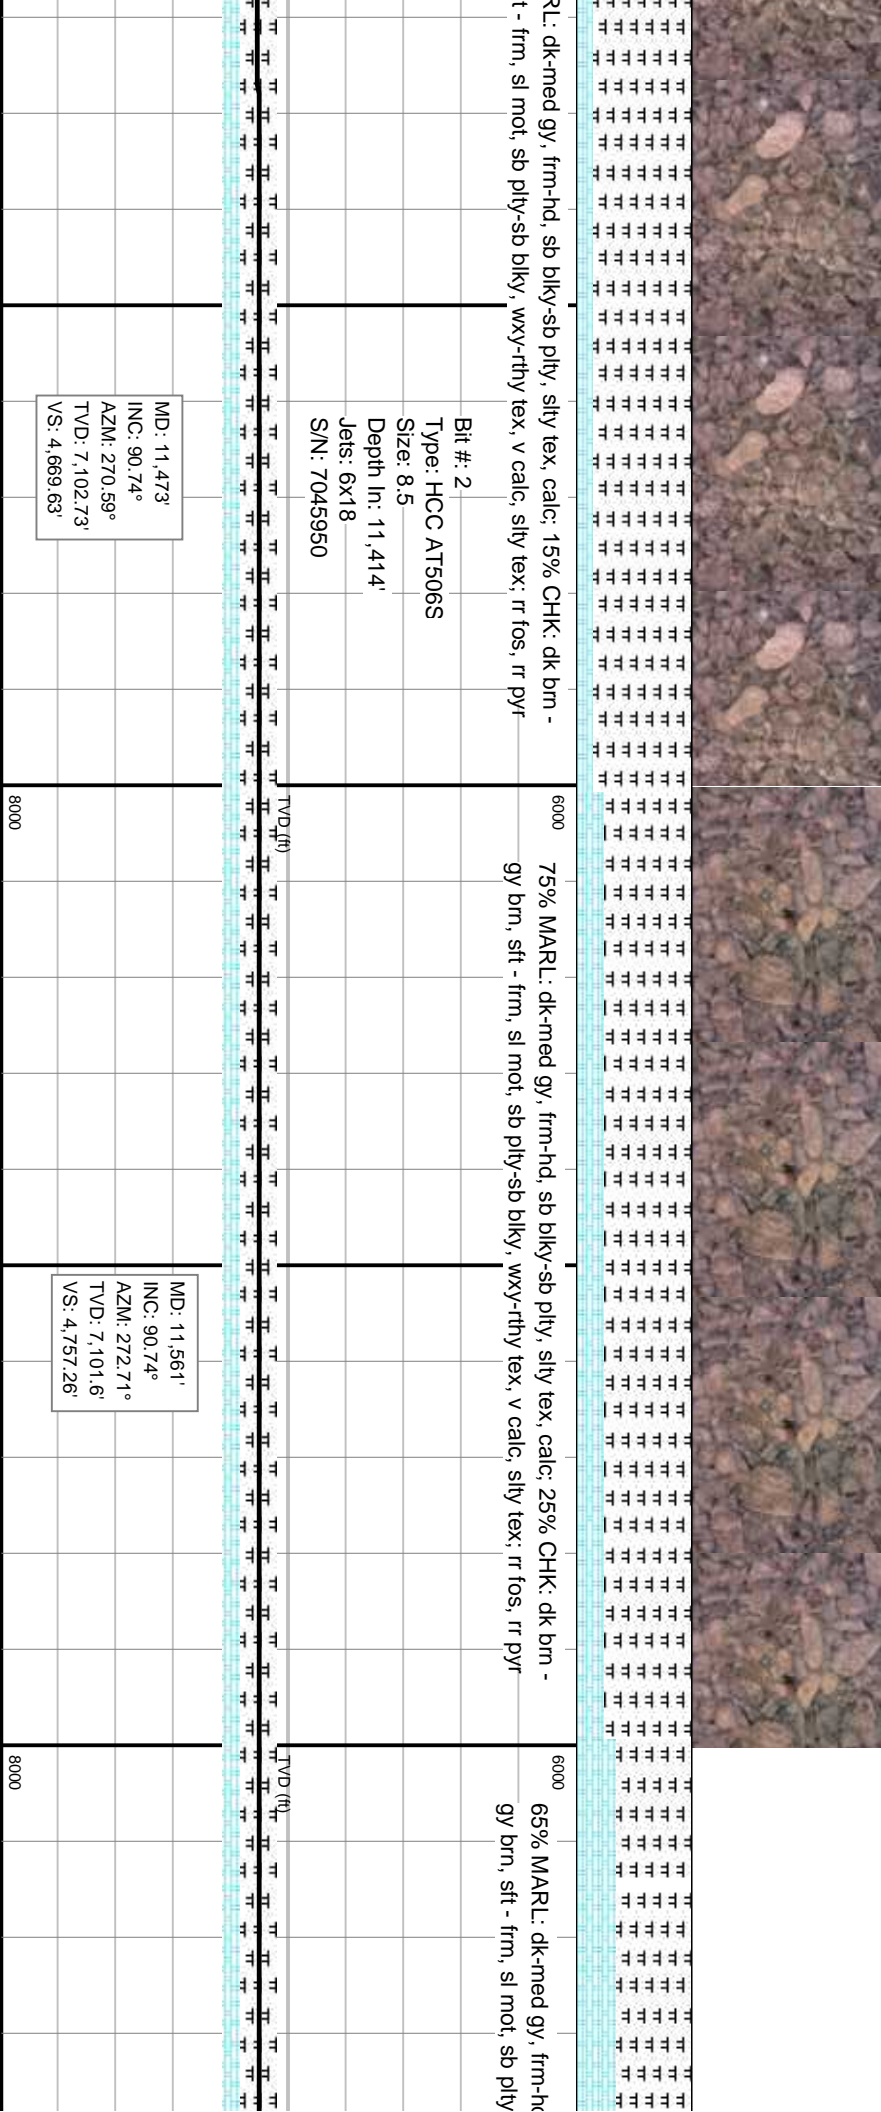 RL: dk-med gy, frm-hd, sb blky-sb plty, slty tex, calc; 15% CHK: dk brn -
t - frm, sl mot, sb plty-sb blky, wxy-rthy tex, v calc, slty tex; rr fos, rr pyr
Bit #: 2
Type: HCC AT506S
Size: 8.5
Depth In: 11,414'
Jets: 6x18
S/N: 7045950
MD: 11,473'
INC: 90.74°
AZM: 270.59°
TVD: 7,102.73'
VS: 4,669.63'
6000
TVD (ft)
8000
75% MARL: dk-med gy, frm-hd, sb blky-sb plty, slty tex, calc; 25% CHK: dk brn -
gy brn, sft - frm, sl mot, sb plty-sb blky, wxy-rthy tex, v calc, slty tex; rr fos, rr pyr
MD: 11,561'
INC: 90.74°
AZM: 272.71°
TVD: 7,101.6'
VS: 4,757.26'
6000
TVD (ft)
8000
65% MARL: dk-med gy, frm-hd
gy brn, sft - frm, sl mot, sb plty